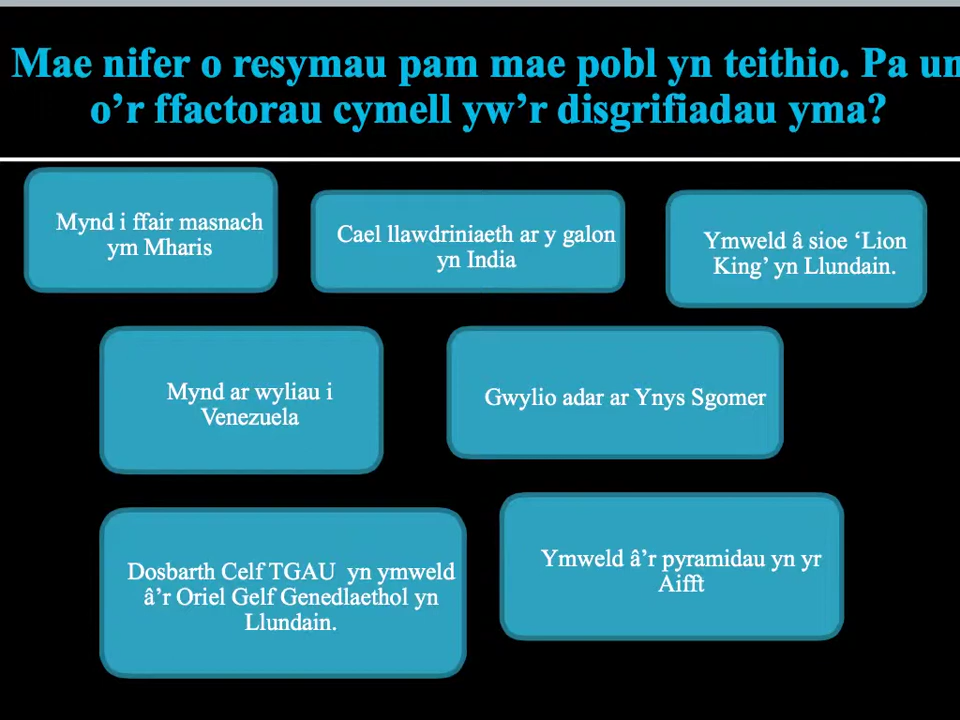 Mae nifer o resymau pam mae pobl yn teithio. Pa un
o’r ffactorau cymell yw’r disgrifiadau yma?
Mynd i ffair masnach
ym Mharis
Cael llawdriniaeth ar y galon
yn India
Ymweld â sioe ‘Lion
King’ yn Llundain.
Mynd ar wyliau i
Venezuela
Gwylio adar ar Ynys Sgomer
Dosbarth Celf TGAU yn ymweld
â’r Oriel Gelf Genedlaethol yn
Llundain.
Ymweld â’r pyramidau yn yr
Aifft